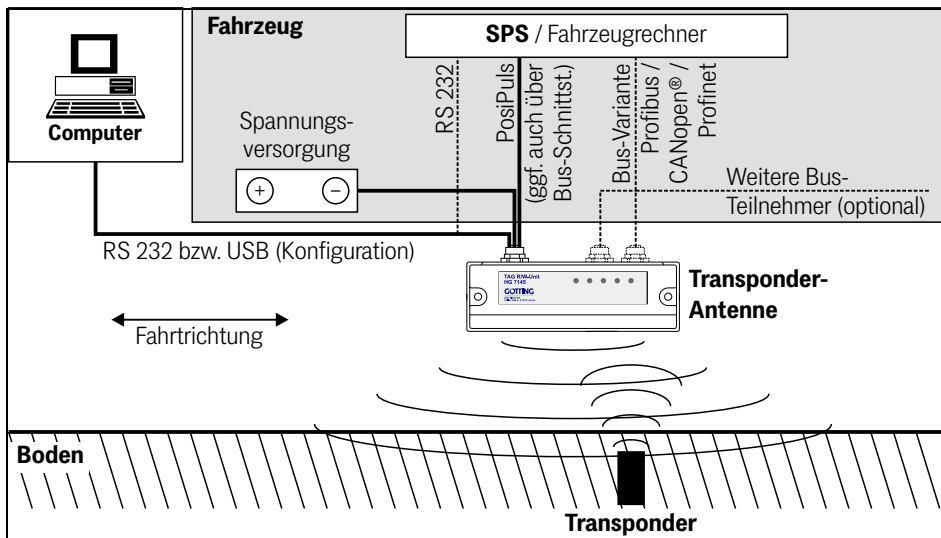 Fahrzeug
SPS / Fahrzeugrechner
Computer
Spannungs-
versorgung
+
−
RS 232
PosiPuls
(ggf. auch über
Bus-Schnittst.)
Bus-Variante
Profibus /
CANopen® /
Profinet
Weitere Bus-
Teilnehmer (optional)
RS 232 bzw. USB (Konfiguration)
TAG R/W-Unit
HG 7145
GÖTTING
Transponder-
Antenne
Fahrtrichtung
Boden
Transponder